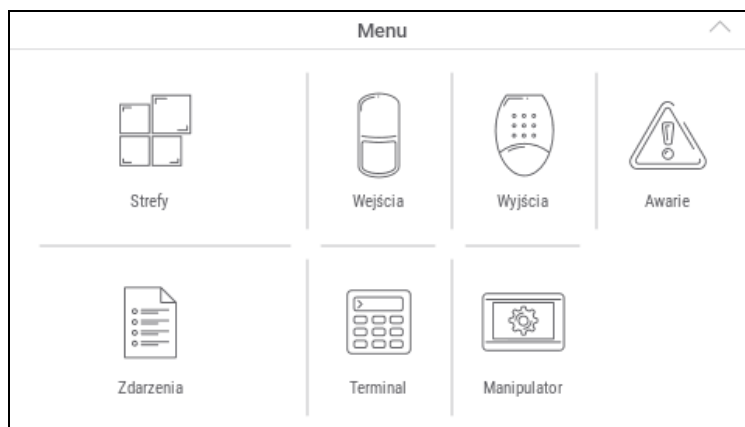 Menu
Strefy
Wejścia
Wyjścia
Awarie
Zdarzenia
Terminal
Manipulator